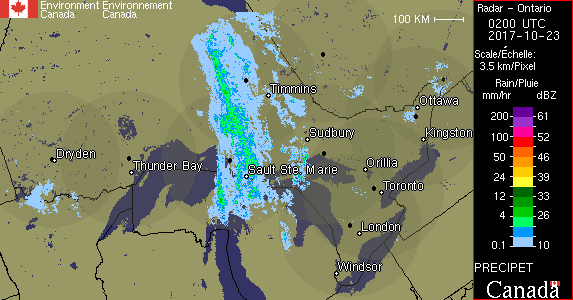 Environment Environnement
Canada Canada
100 KM
Timmins
Ottawa
Sudbury
Kingston
Dryden
Thunder Bay
Sault Ste. Marie
Orillia
Toronto
London
Windsor
Radar - Ontario
0200 UTC
2017-10-23
Scale/Échelle:
3.5 km/Pixel
Rain/Pluie
mm/hr dBZ
200 61
100 52
50 46
24 39
12 33
4 26
0.1 10
PRECIPET
Canada